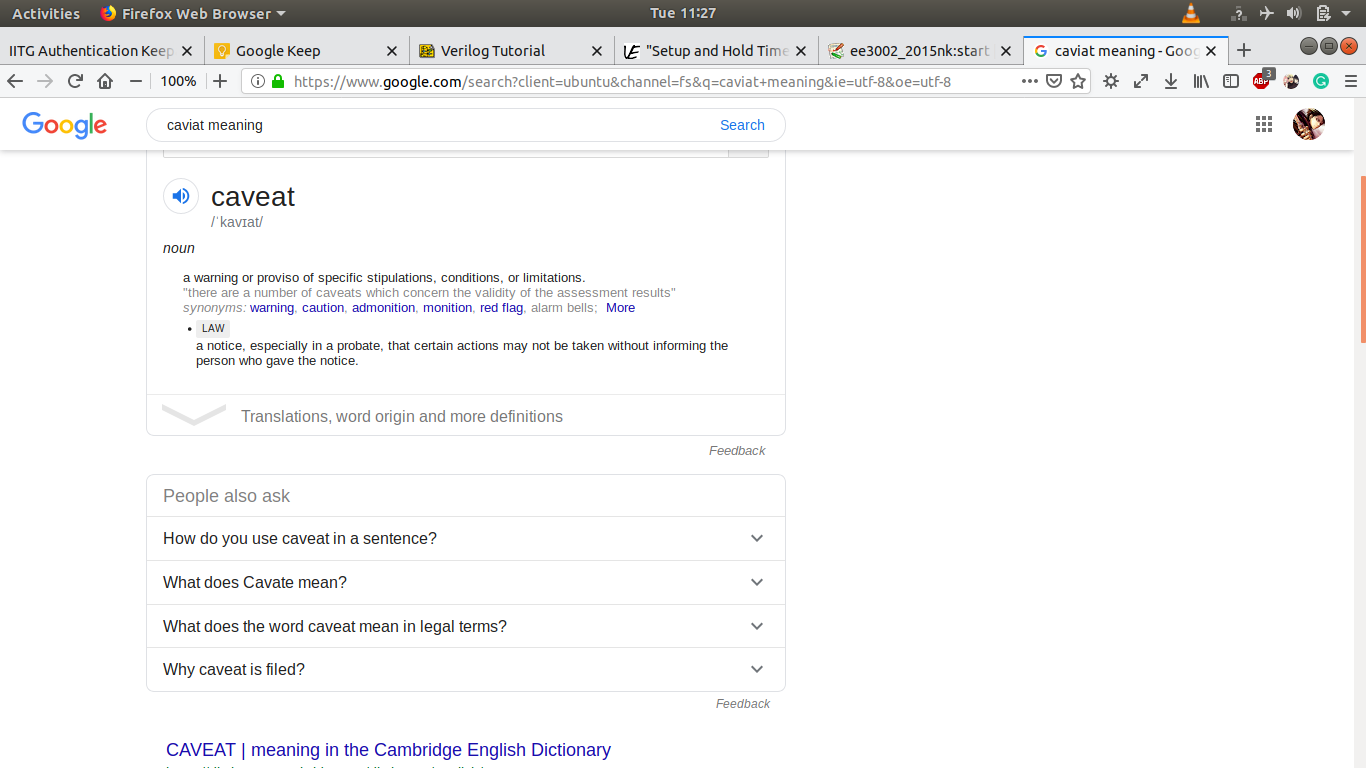 Activities Firefox Web Browser Tue 11:27
IITG Authentication Keep Google Keep Verilog Tutorial "Setup and Hold Time ee3002_2015nk:start caviat meaning - Goog
100% https://www.google.com/search?client=ubuntu&channel=fs&q=caviat+meaning&ie=utf-8&oe=utf-8 ABP 3
Google caviat meaning Search
caveat
/ˈkavɪat/
noun
a warning or proviso of specific stipulations, conditions, or limitations.
"there are a number of caveats which concern the validity of the assessment results"
synonyms: warning, caution, admonition, monition, red flag, alarm bells; More
• LAW
a notice, especially in a probate, that certain actions may not be taken without informing the
person who gave the notice.
Translations, word origin and more definitions
Feedback
People also ask
How do you use caveat in a sentence?
What does Cavate mean?
What does the word caveat mean in legal terms?
Why caveat is filed?
Feedback
CAVEAT | meaning in the Cambridge English Dictionary